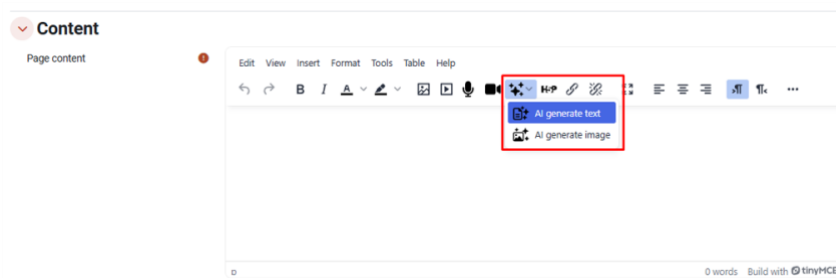 Content
Page content
Edit View Insert Format Tools Table Help
B I A H-P
AI generate text
AI generate image
p
0 words Build with tinyMCE